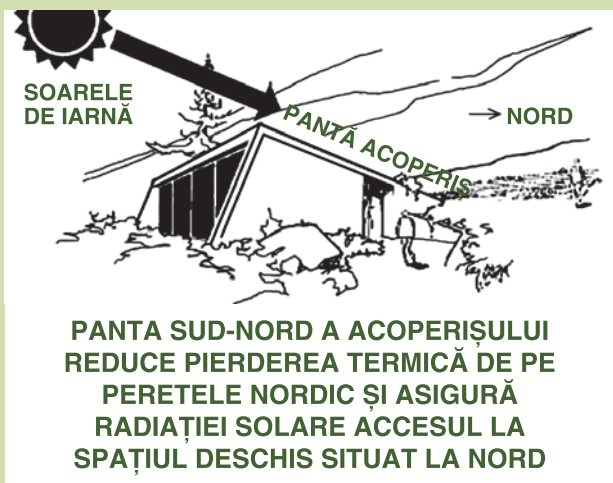 SOARELE
DE IARNĂ
PANTĂ ACOPERIȘ
NORD
PANTA SUD-NORD A ACOPERIȘULUI
REDUCE PIERDEREA TERMICĂ DE PE
PERETELE NORDIC ȘI ASIGURĂ
RADIAȚIEI SOLARE ACCESUL LA
SPAȚIUL DESCHIS SITUAT LA NORD